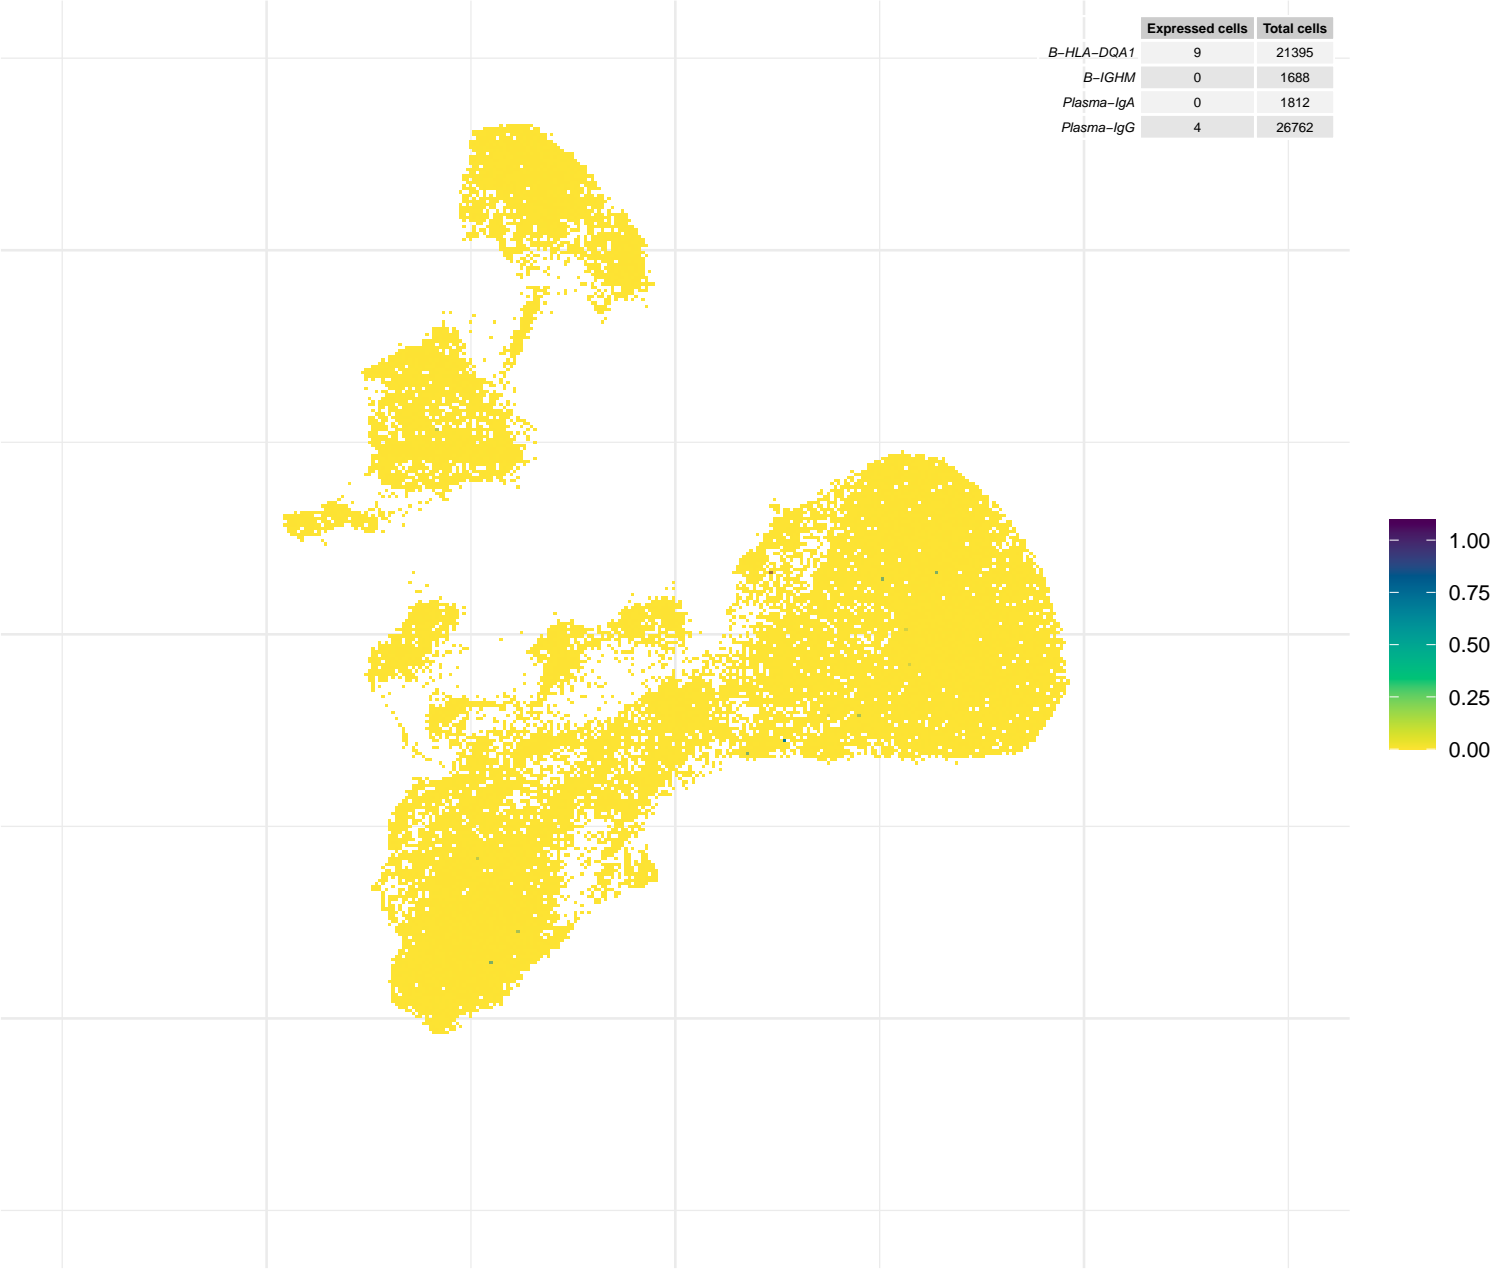 Expressed cells Total cells
B−HLA−DQA1 9 21395
B−IGHM 0 1688
Plasma−IgA 0 1812
Plasma−IgG 4 26762
1.00
0.75
0.50
0.25
0.00